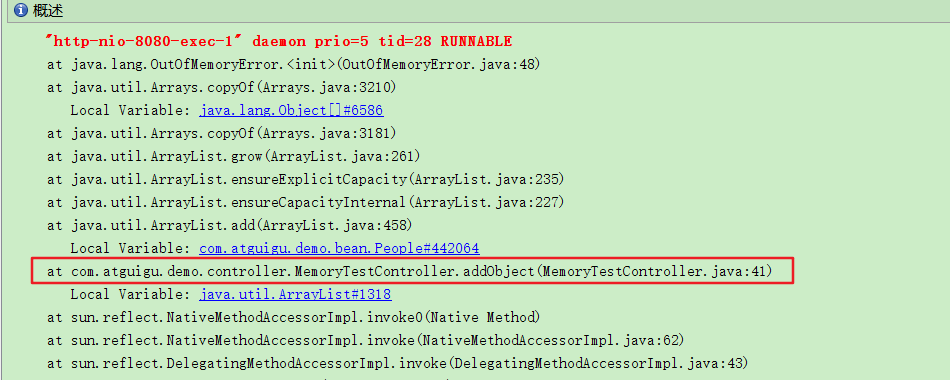 概述
"http-nio-8080-exec-1" daemon prio=5 tid=28 RUNNABLE
at java.lang.OutOfMemoryError.<init>(OutOfMemoryError.java:48)
at java.util.Arrays.copyOf(Arrays.java:3210)
Local Variable: java.lang.Object[]#6586
at java.util.Arrays.copyOf(Arrays.java:3181)
at java.util.ArrayList.grow(ArrayList.java:261)
at java.util.ArrayList.ensureExplicitCapacity(ArrayList.java:235)
at java.util.ArrayList.ensureCapacityInternal(ArrayList.java:227)
at java.util.ArrayList.add(ArrayList.java:458)
Local Variable: com.atguigu.demo.bean.People#442064
at com.atguigu.demo.controller.MemoryTestController.addObject(MemoryTestController.java:41)
Local Variable: java.util.ArrayList#1318
at sun.reflect.NativeMethodAccessorImpl.invoke0(Native Method)
at sun.reflect.NativeMethodAccessorImpl.invoke(NativeMethodAccessorImpl.java:62)
at sun.reflect.DelegatingMethodAccessorImpl.invoke(DelegatingMethodAccessorImpl.java:43)